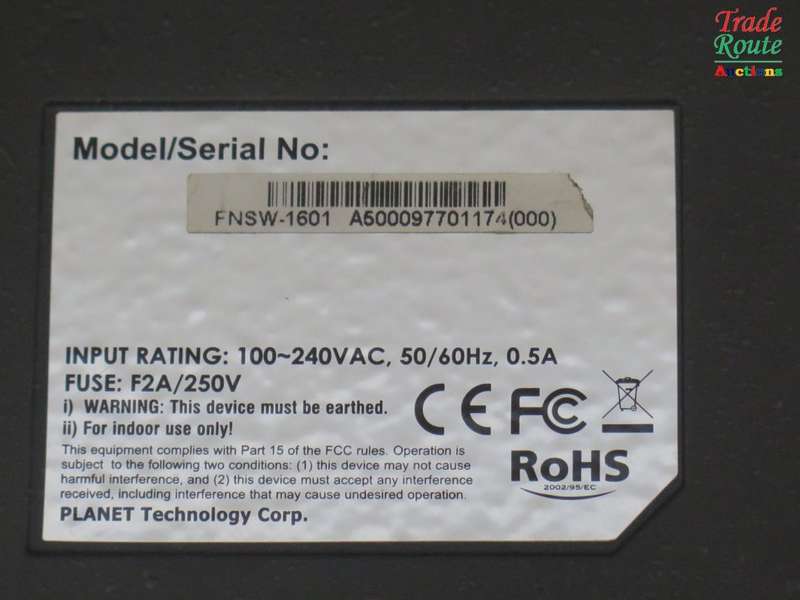 Trade
Route
Auctions
Model/Serial No:
FNSW-1601 A500097701174(000)
INPUT RATING: 100~240VAC, 50/60Hz, 0.5A
FUSE: F2A/250V
i) WARNING: This device must be earthed.
ii) For indoor use only!
CE FC
This equipment complies with Part 15 of the FCC rules. Operation is
subject to the following two conditions: (1) this device may not cause
harmful interference, and (2) this device must accept any interference
received, including interference that may cause undesired operation.
RoHS
2002/95/EC
PLANET Technology Corp.